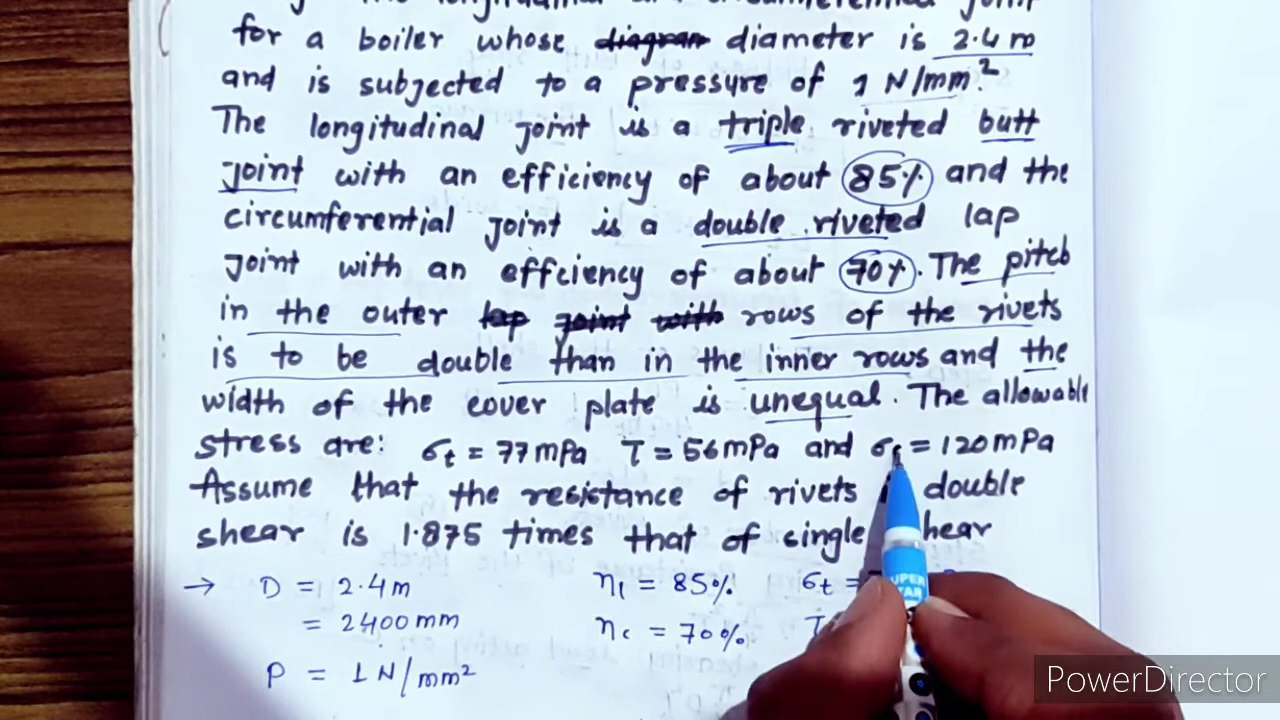 for a boiler whose diagram diameter is 2.4 m
and is subjected to a pressure of 1 N/mm².
The longitudinal joint is a triple riveted butt
joint with an efficiency of about 85% and the
circumferential joint is a double riveted lap
joint with an effciency of about 70%. The pitch
in the outer lap joint with rows of the rivets
is to be double than in the inner rows and the
width of the cover plate is unequal. The allowable
stress are: σt = 77 mPa τ = 56 mPa and σc = 120 mPa
Assume that the resistance of rivets double
shear is 1.875 times that of single hear
→ D = 2.4 m ηl = 85% σt =
= 2400 mm ηc = 70%
P = 1 N/mm²
PowerDirector